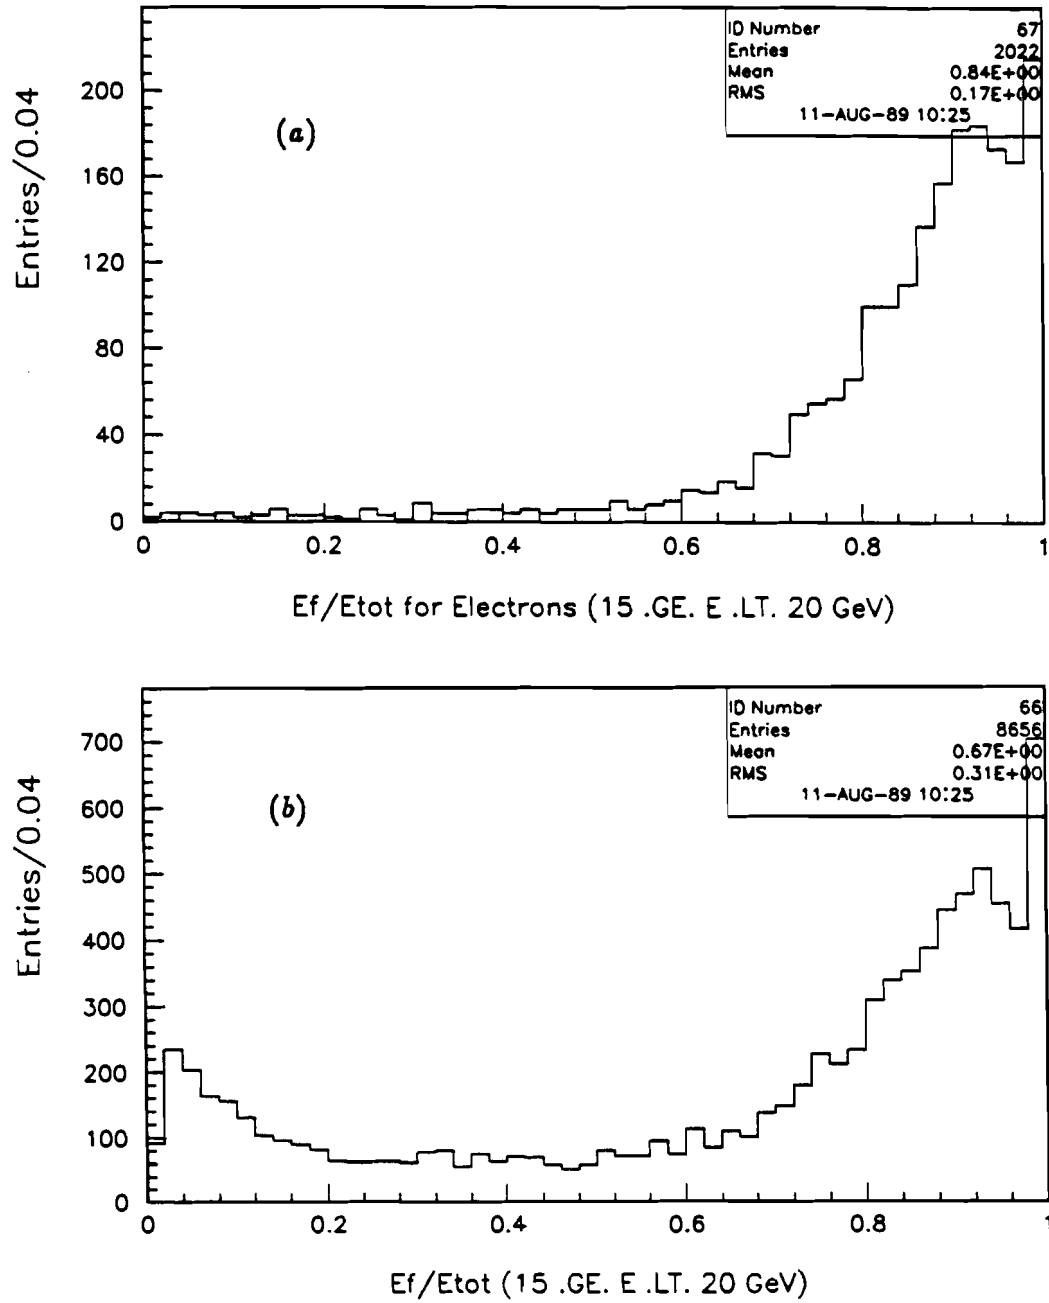 ID Number 67
Entries 2022
Mean 0.84E+00
RMS 0.17E+00
11-AUG-89 10:25
(a)
Entries/0.04
200
160
120
80
40
0
0 0.2 0.4 0.6 0.8 1
Ef/Etot for Electrons (15 .GE. E .LT. 20 GeV)
ID Number 66
Entries 8656
Mean 0.67E+00
RMS 0.31E+00
11-AUG-89 10:25
(b)
Entries/0.04
700
600
500
400
300
200
100
0
0 0.2 0.4 0.6 0.8 1
Ef/Etot (15 .GE. E .LT. 20 GeV)